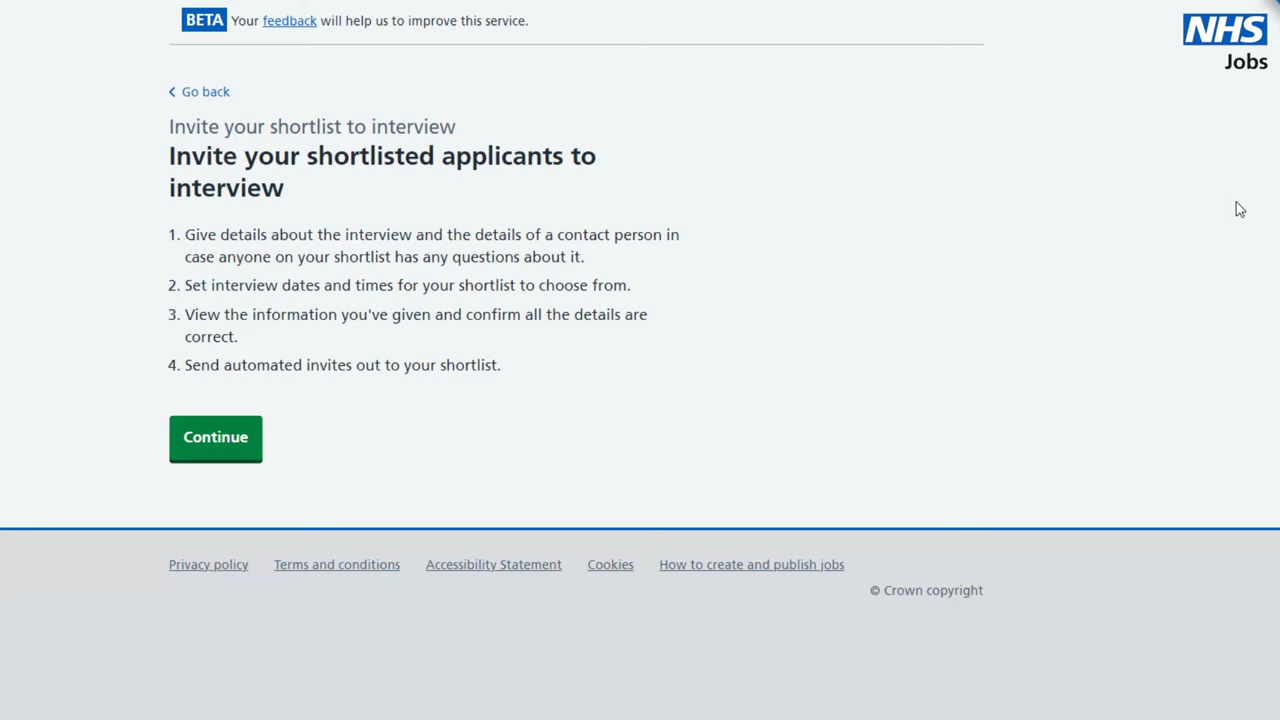 BETA Your feedback will help us to improve this service.
NHS
Jobs
Go back
Invite your shortlist to interview
Invite your shortlisted applicants to
interview
1. Give details about the interview and the details of a contact person in
case anyone on your shortlist has any questions about it.
2. Set interview dates and times for your shortlist to choose from.
3. View the information you've given and confirm all the details are
correct.
4. Send automated invites out to your shortlist.
Continue
Privacy policy Terms and conditions Accessibility Statement Cookies How to create and publish jobs
© Crown copyright